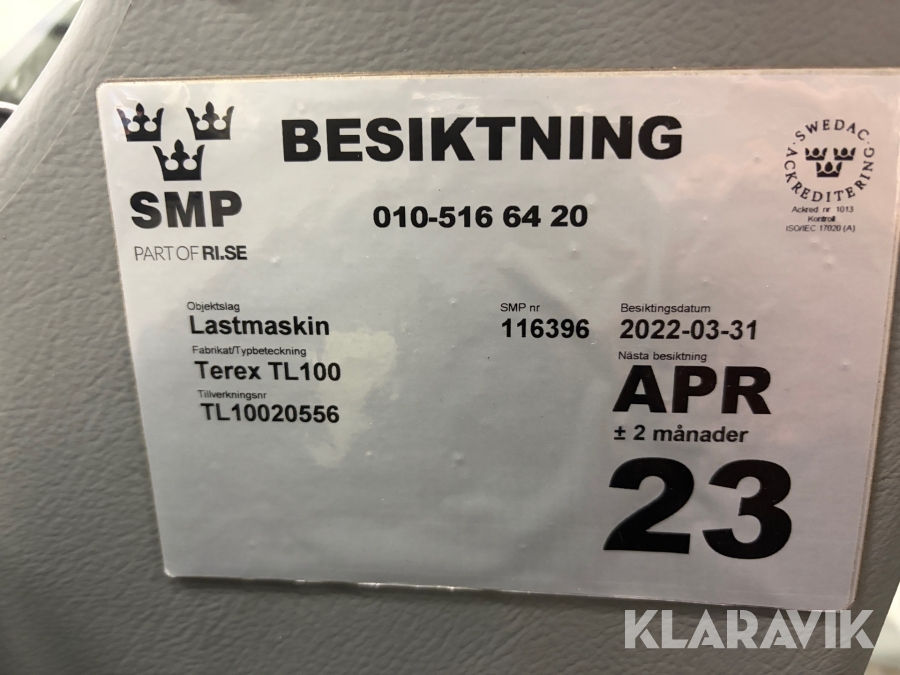 BESIKTNING
SMP
PART OF RI.SE
010-516 64 20
SWEDAC
ACKREDITERING
Ackred nr 1013
Kontroll
ISO/IEC 17020 (A)
Objektslag
Lastmaskin
Fabrikat/Typbeteckning
Terex TL100
Tillverkningsnr
TL10020556
SMP nr
116396
Besiktingsdatum
2022-03-31
Nästa besiktning
APR
± 2 månader
23
KLARAVIK